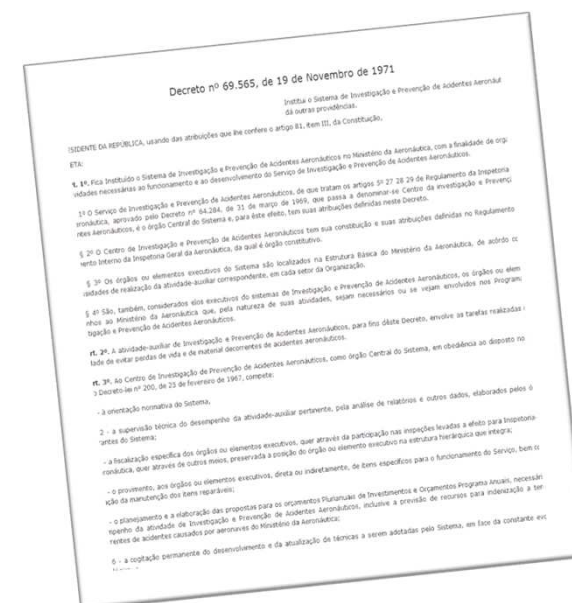 Decreto nº 69.565, de 19 de Novembro de 1971
Institui o Sistema de Investigação e Prevenção de Acidentes Aeronáut
dá outras providências.
SIDENTE DA REPÚBLICA, usando das atribuições que lhe confere o artigo 81, item III, da Constituição,
ETA:
t. 1º. Fica Instituído o Sistema de Investigação e Prevenção de Acidentes Aeronáuticos no Ministério da Aeronáutica, com a finalidade de orga
vidades necessárias ao funcionamento e ao desenvolvimento do Serviço de Investigação e Prevenção de Acidentes Aeronáuticos.
1º O Serviço de Investigação e Prevenção de Acidentes Aeronáuticos, de que tratam os artigos 5º 27 28 29 de Regulamento da Inspetoria
ronáutica, aprovado pelo Decreto nº 64.284, de 31 de março de 1969, que passa a denominar-se Centro da investigação e Prevenç
ntes Aeronáuticos, é o órgão Central do Sistema e, para êste efeito, tem suas atribuições definidas neste Decreto.
§ 2º O Centro de Investigação e Prevenção de Acidentes Aeronáuticos tem sua constituição e suas atribuições definidas no Regulamento
ento Interno da Inspetoria Geral da Aeronáutica, da qual é órgão constitutivo.
§ 3º Os órgãos ou elementos executivos do Sistema são localizados na Estrutura Básica do Ministério da Aeronáutica, de acôrdo co
sidades de realização da atividade-auxiliar correspondente, em cada setor da Organização.
§ 4º São, também, considerados elos executivos do sistemas de Investigação e Prevenção de Acidentes Aeronáuticos, os órgãos ou elem
nhos ao Ministério da Aeronáutica que, pela natureza de suas atividades, sejam necessários ou se vejam envolvidos nos Program
tigação e Prevenção de Acidentes Aeronáuticos.
rt. 2º. A atividade-auxiliar de Investigação e Prevenção de Acidentes Aeronáuticos, para fins dêste Decreto, envolve as tarefas realizadas
dade de evitar perdas de vida e de material decorrentes de acidentes aeronáuticos.
rt. 3º. Ao Centro de Investigação de Prevenção de Acidentes Aeronáuticos, como órgão Central do Sistema, em obediência ao disposto na
o Decreto-lei nº 200, de 25 de fevereiro de 1967, compete:
- à orientação normativa do Sistema,
2 - a supervisão técnica do desempenho da atividade-auxiliar pertinente, pela análise de relatórios e outros dados, elaborados pelos ó
rantes do Sistema;
- a fiscalização específica dos órgãos ou elementos executivos, quer através da participação nas inspeções levadas a efeito para Inspetoria
ronáutica, quer através de outros meios, preservada a posição do órgão ou elemento executivo na estrutura hierárquica que integra;
- o provimento, aos órgãos ou elementos executivos, direta ou indiretamente, de itens específicos para o funcionamento do Serviço, bem c
ição da manutenção dos itens reparáveis;
- o planejamento e a elaboração das propostas para os orçamentos Plurianuais de Investimentos e Orçamentos Programa Anuais, necessári
mpenho da atividade de Investigação e Prevenção de Acidentes Aeronáuticos, inclusive a previsão de recursos para indenização a ter
rentes de acidentes causados por aeronaves do Ministério da Aeronáutica;
6 - a cogitação permanente do desenvolvimento e da atualização de técnicas a serem adotadas pelo Sistema, em face da constante evo